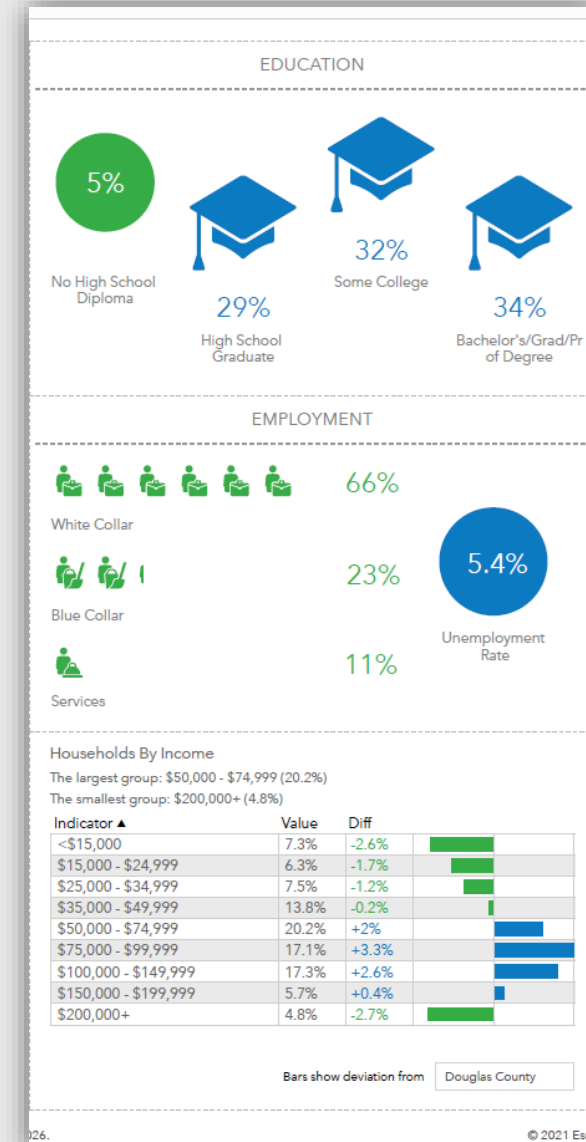 EDUCATION
5%
No High School
Diploma
29%
High School
Graduate
32%
Some College
34%
Bachelor's/Grad/Pr
of Degree
EMPLOYMENT
66%
White Collar
23%
Blue Collar
11%
Services
5.4%
Unemployment
Rate
Households By Income
The largest group: $50,000 - $74,999 (20.2%)
The smallest group: $200,000+ (4.8%)
Indicator ▲ Value Diff
<$15,000 7.3% -2.6%
$15,000 - $24,999 6.3% -1.7%
$25,000 - $34,999 7.5% -1.2%
$35,000 - $49,999 13.8% -0.2%
$50,000 - $74,999 20.2% +2%
$75,000 - $99,999 17.1% +3.3%
$100,000 - $149,999 17.3% +2.6%
$150,000 - $199,999 5.7% +0.4%
$200,000+ 4.8% -2.7%
Bars show deviation from Douglas County
026. © 2021 Es